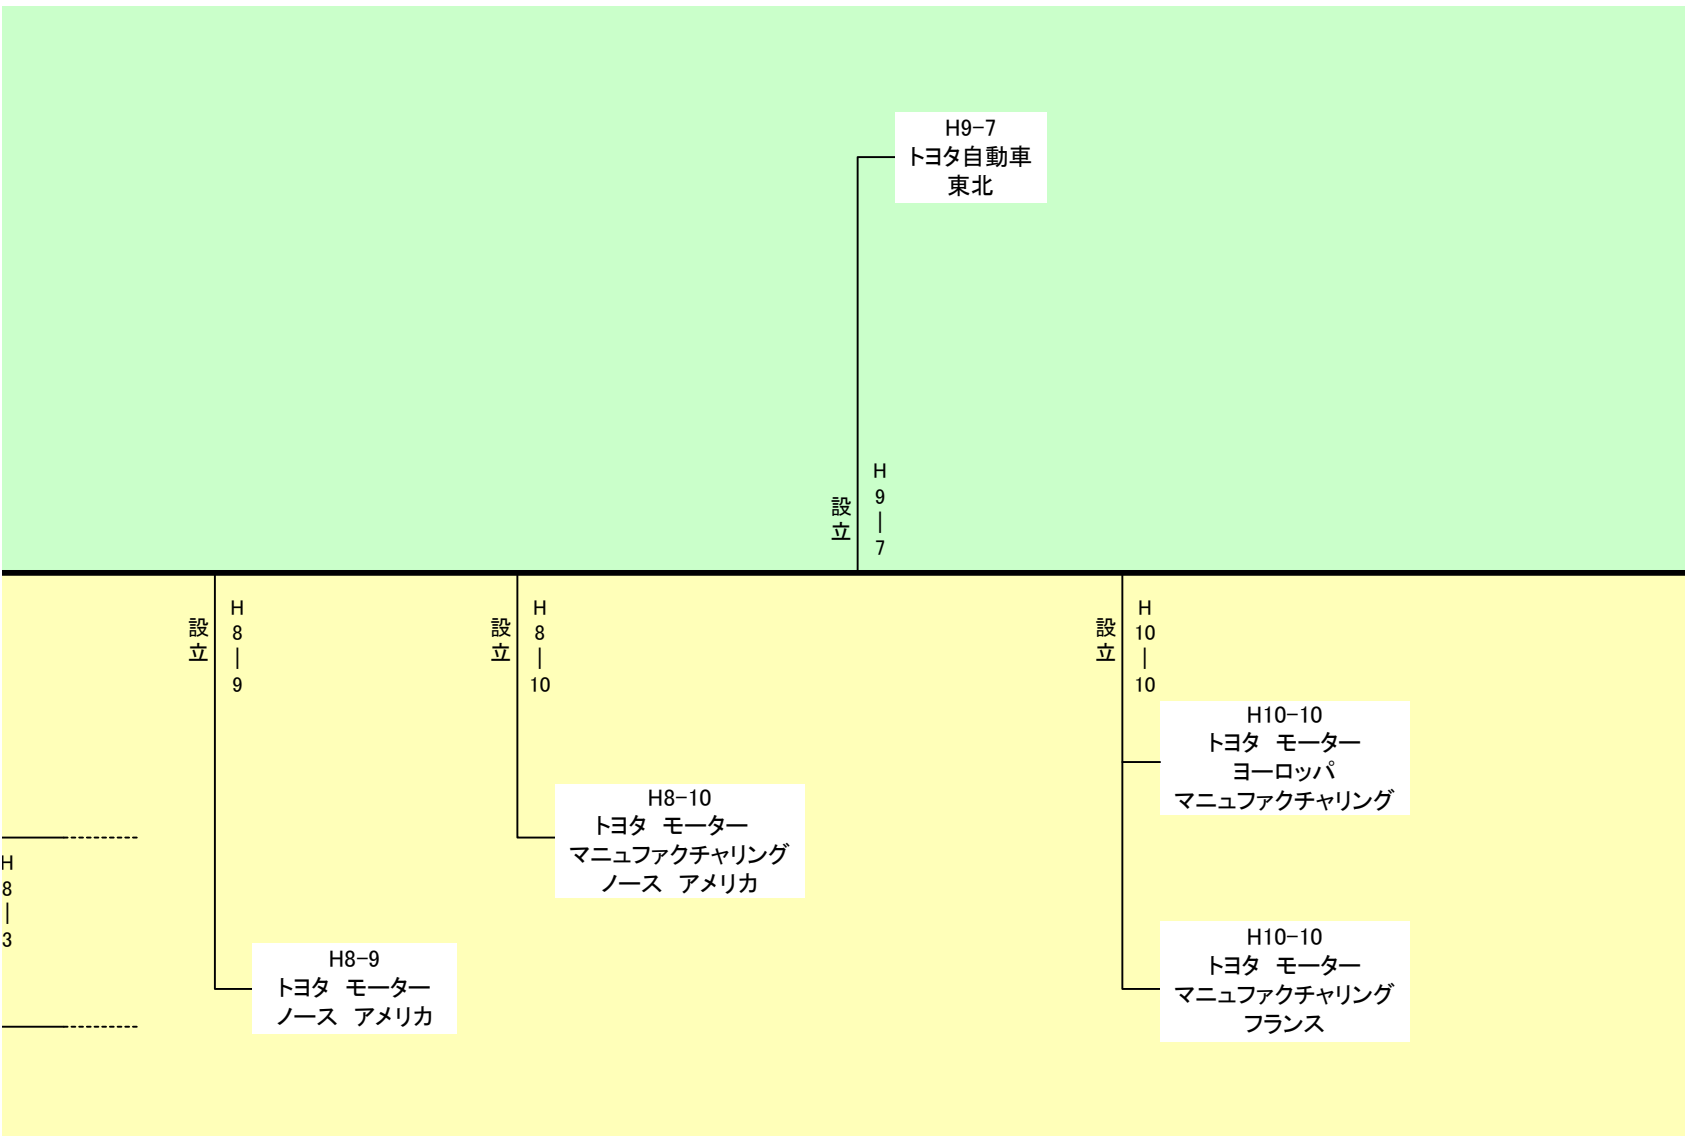 H9-7
トヨタ自動車
東北
設立
H9|7
設立
H8|9
設立
H8|10
設立
H10|10
H10-10
トヨタ　モーター
ヨーロッパ
マニュファクチャリング
H8-10
トヨタ　モーター
マニュファクチャリング
ノース　アメリカ
H8|3
H8-9
トヨタ　モーター
ノース　アメリカ
H10-10
トヨタ　モーター
マニュファクチャリング
フランス